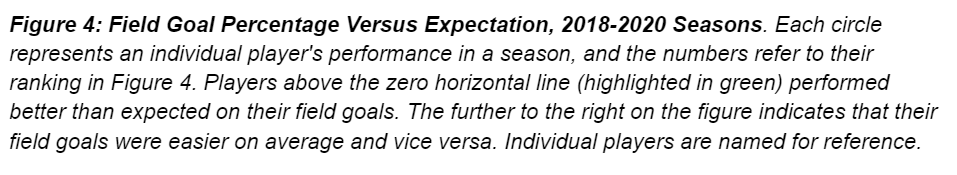 Figure 4: Field Goal Percentage Versus Expectation, 2018-2020 Seasons. Each circle
represents an individual player's performance in a season, and the numbers refer to their
ranking in Figure 4. Players above the zero horizontal line (highlighted in green) performed
better than expected on their field goals. The further to the right on the figure indicates that their
field goals were easier on average and vice versa. Individual players are named for reference.